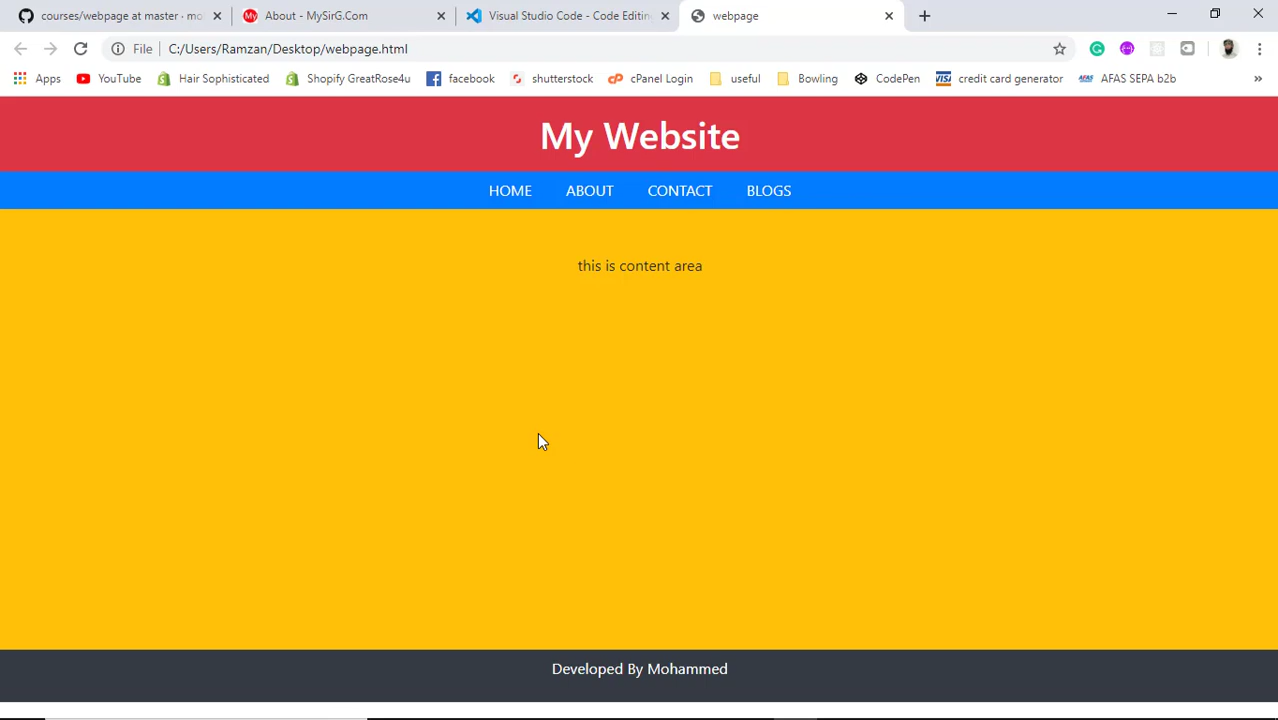 courses/webpage at master · mo
About - MySirG.Com
Visual Studio Code - Code Editin
webpage
File
C:/Users/Ramzan/Desktop/webpage.html
Apps
YouTube
Hair Sophisticated
Shopify GreatRose4u
facebook
shutterstock
cPanel Login
useful
Bowling
CodePen
credit card generator
AFAS SEPA b2b
My Website
HOME ABOUT CONTACT BLOGS
this is content area
Developed By Mohammed